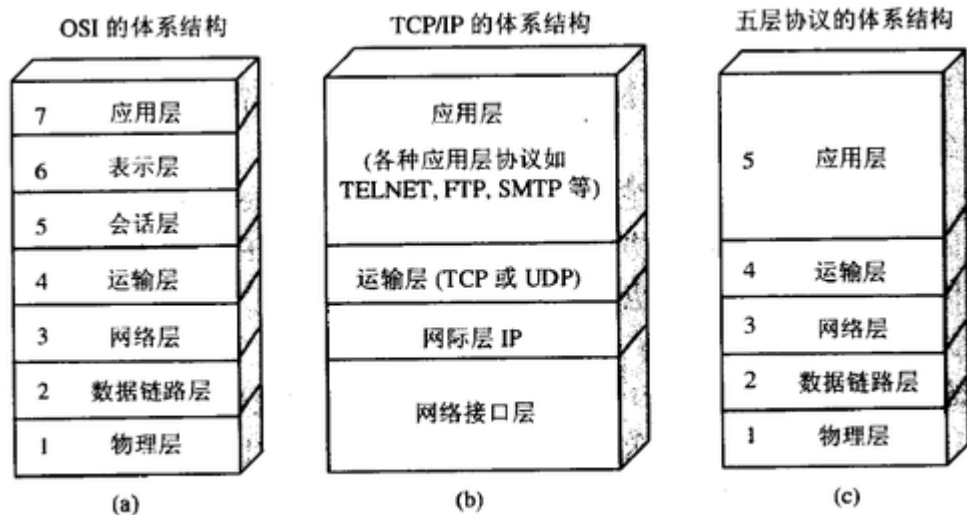 OSI 的体系结构
7 应用层
6 表示层
5 会话层
4 运输层
3 网络层
2 数据链路层
1 物理层
(a)
TCP/IP 的体系结构
应用层
(各种应用层协议如
TELNET, FTP, SMTP 等)
运输层 (TCP 或 UDP)
网际层 IP
网络接口层
(b)
五层协议的体系结构
5 应用层
4 运输层
3 网络层
2 数据链路层
1 物理层
(c)